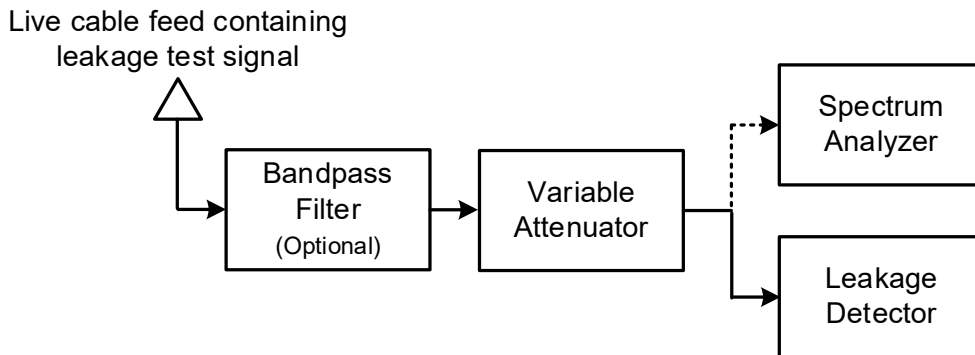 Live cable feed containing
leakage test signal
Bandpass
Filter
(Optional)
Variable
Attenuator
Spectrum
Analyzer
Leakage
Detector